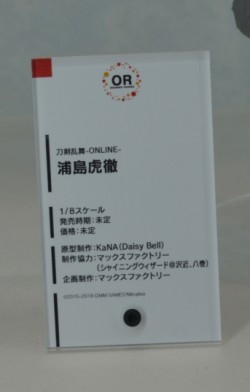 OR
刀剣乱舞-ONLINE-
浦島虎徹
1/8スケール
発売時期:未定
価格:未定
原型制作:KaNA(Daisy Bell)
制作協力:マックスファクトリー
(シャイニングウィザード@沢近、八巻)
企画制作:マックスファクトリー